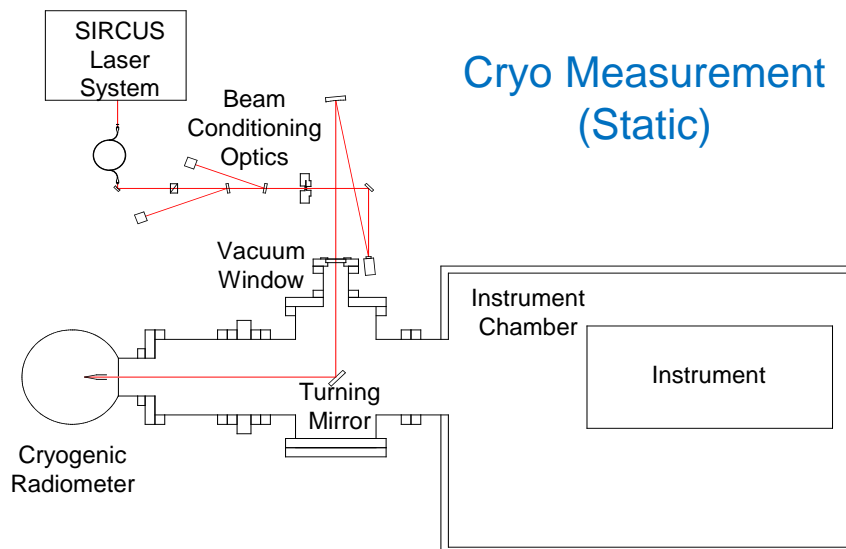 SIRCUS
Laser
System
Cryo Measurement
(Static)
Beam
Conditioning
Optics
Vacuum
Window
Instrument
Chamber
Instrument
Turning
Mirror
Cryogenic
Radiometer